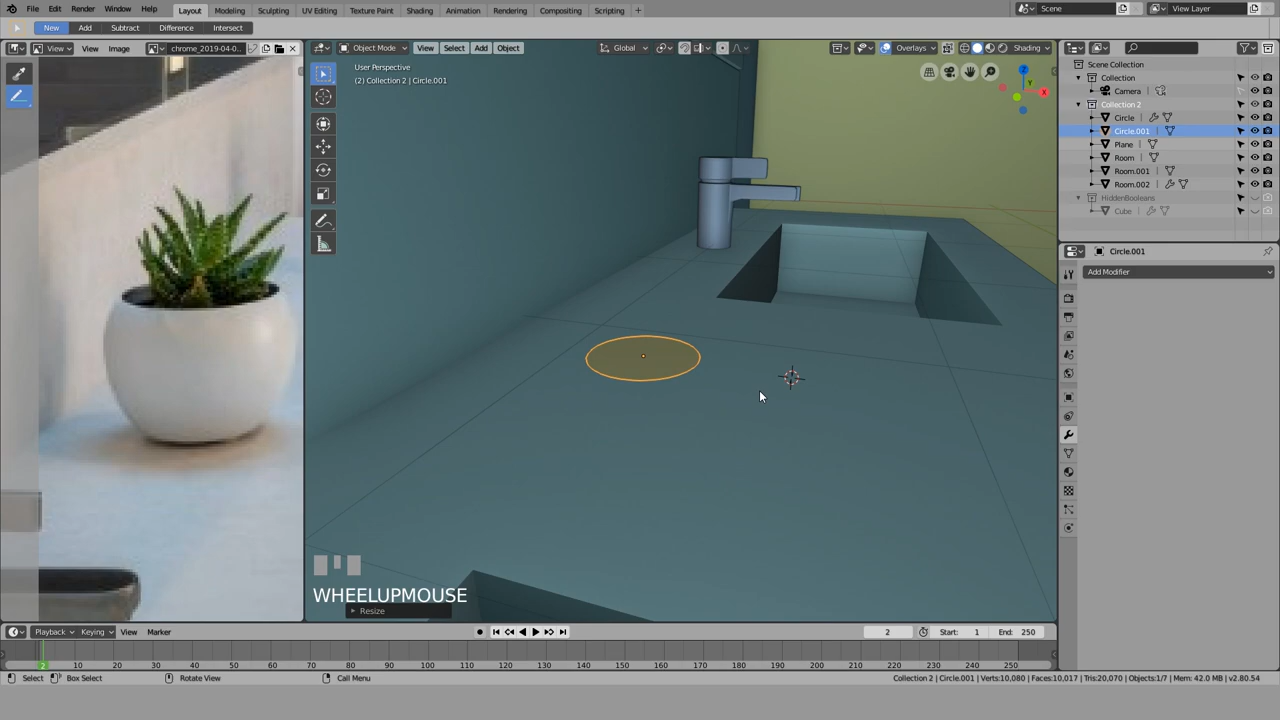 File Edit Render Window Help Layout Modeling Sculpting UV Editing Texture Paint Shading Animation Rendering Compositing Scripting + Scene View Layer
New Add Subtract Difference Intersect
View View Image chrome_2019-04-0... Object Mode View Select Add Object Global Overlays Shading
User Perspective
(2) Collection 2 | Circle.001
Z
Y
X
Scene Collection
Collection
Camera
Collection 2
Circle
Circle.001
Plane
Room
Room.001
Room.002
HiddenBooleans
Cube
Circle.001
Add Modifier
WHEELUPMOUSE
Resize
Playback Keying View Marker 2 Start: 1 End: 250
2 10 20 30 40 50 60 70 80 90 100 110 120 130 140 150 160 170 180 190 200 210 220 230 240 250
Select Box Select Rotate View Call Menu Collection 2 | Circle.001 | Verts:10,080 | Faces:10,017 | Tris:20,070 | Objects:1/7 | Mem: 42.0 MB | v2.80.54